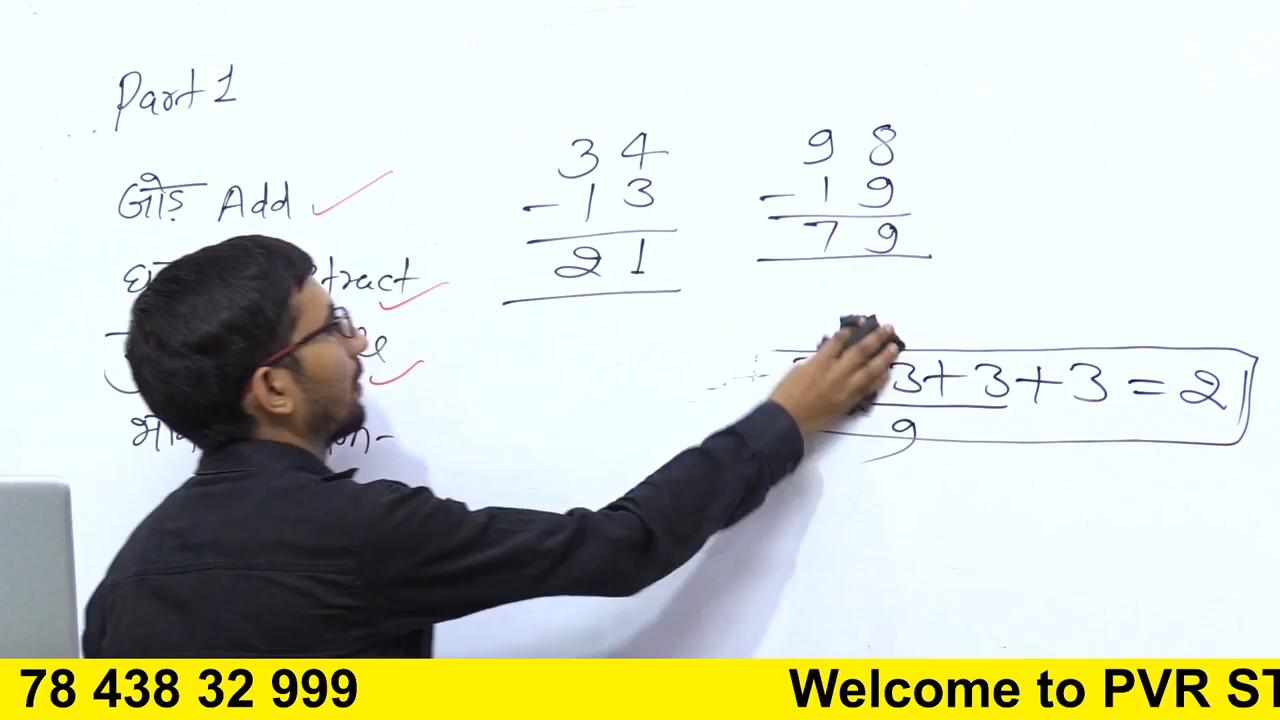 Part 1
जोड़ Add
34
- 13
21
98
- 19
79
3+3+3 = 21
9
78 438 32 999
Welcome to PVR ST